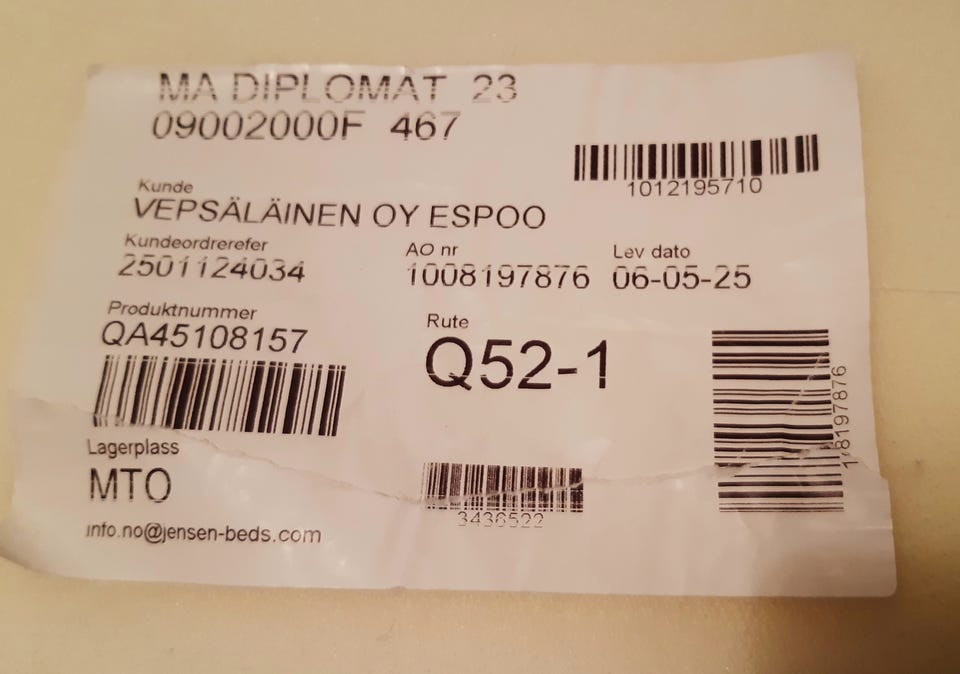 MA DIPLOMAT 23
09002000F 467
1012195710
Kunde
VEPSÄLÄINEN OY ESPOO
Kundeordrerefer AO nr Lev dato
2501124034 1008197876 06-05-25
Produktnummer Rute
QA45108157 Q52-1
Lagerplass
MTO
3436522
info.no@jensen-beds.com